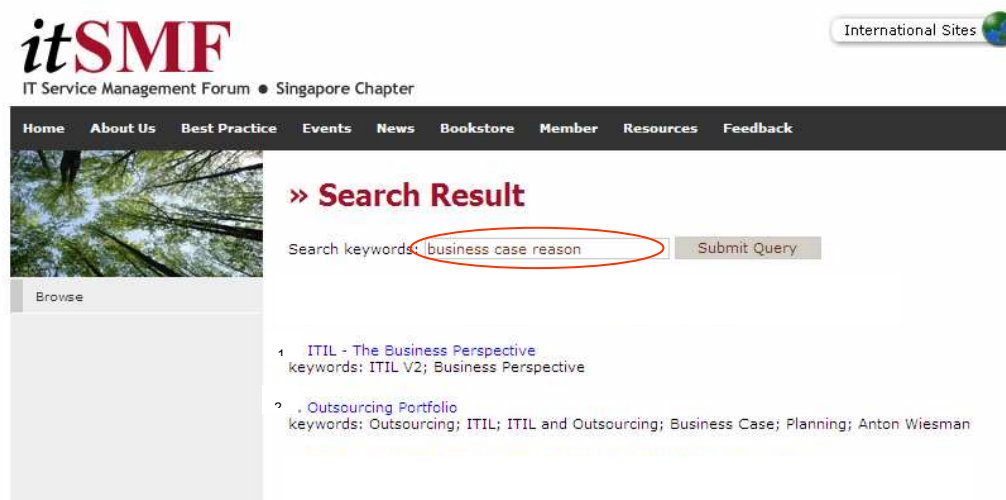 itSMF
International Sites
IT Service Management Forum ● Singapore Chapter
Home About Us Best Practice Events News Bookstore Member Resources Feedback
» Search Result
Search keywords: business case reason Submit Query
Browse
1 ITIL - The Business Perspective
keywords: ITIL V2; Business Perspective
2 . Outsourcing Portfolio
keywords: Outsourcing; ITIL; ITIL and Outsourcing; Business Case; Planning; Anton Wiesman